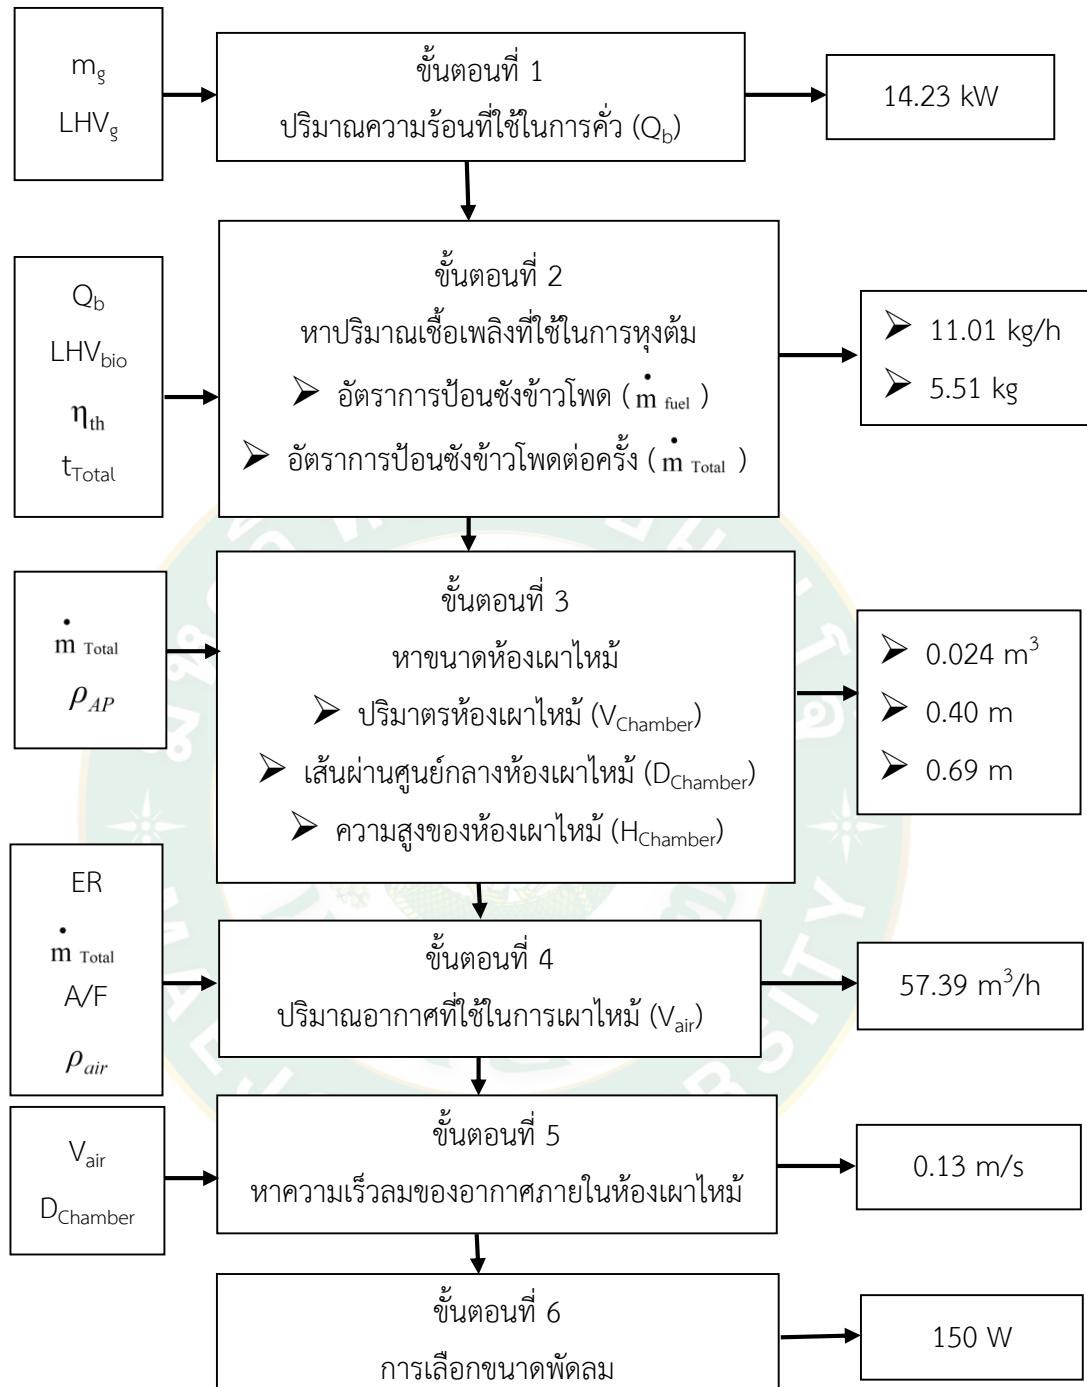 m_g
LHV_g
ขั้นตอนที่ 1
ปริมาณความร้อนที่ใช้ในการคั่ว (Q_b)
14.23 kW
Q_b
LHV_bio
η_th
t_Total
ขั้นตอนที่ 2
หาปริมาณเชื้อเพลิงที่ใช้ในการหุงต้ม
➤ อัตราการป้อนซังข้าวโพด (ṁ_fuel)
➤ อัตราการป้อนซังข้าวโพดต่อครั้ง (ṁ_Total)
➤ 11.01 kg/h
➤ 5.51 kg
ṁ_Total
ρ_AP
ขั้นตอนที่ 3
หาขนาดห้องเผาไหม้
➤ ปริมาตรห้องเผาไหม้ (V_Chamber)
➤ เส้นผ่านศูนย์กลางห้องเผาไหม้ (D_Chamber)
➤ ความสูงของห้องเผาไหม้ (H_Chamber)
➤ 0.024 m³
➤ 0.40 m
➤ 0.69 m
ER
ṁ_Total
A/F
ρ_air
ขั้นตอนที่ 4
ปริมาณอากาศที่ใช้ในการเผาไหม้ (V_air)
57.39 m³/h
V_air
D_Chamber
ขั้นตอนที่ 5
หาความเร็วลมของอากาศภายในห้องเผาไหม้
0.13 m/s
ขั้นตอนที่ 6
การเลือกขนาดพัดลม
150 W